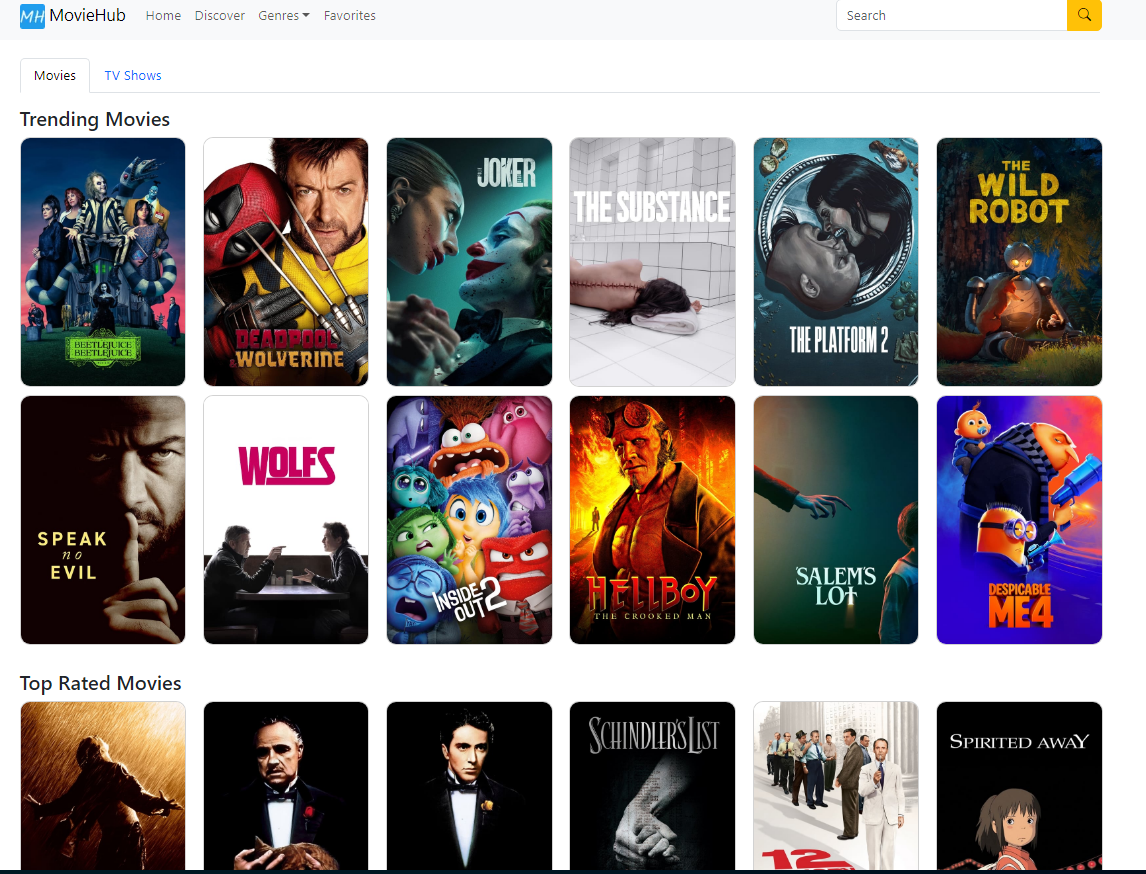 MH MovieHub Home Discover Genres Favorites Search
Movies TV Shows
Trending Movies
BEETLEJUICE
BEETLEJUICE
DEADPOOL
& WOLVERINE
JOKER
THE SUBSTANCE
THE PLATFORM 2
THE
WILD
ROBOT
SPEAK
no
EVIL
WOLFS
INSIDE
OUT 2
HELLBOY
THE CROOKED MAN
'SALEM'S
LOT
DESPICABLE
ME4
Top Rated Movies
SCHINDLER'S LIST
12
SPIRITED AWAY